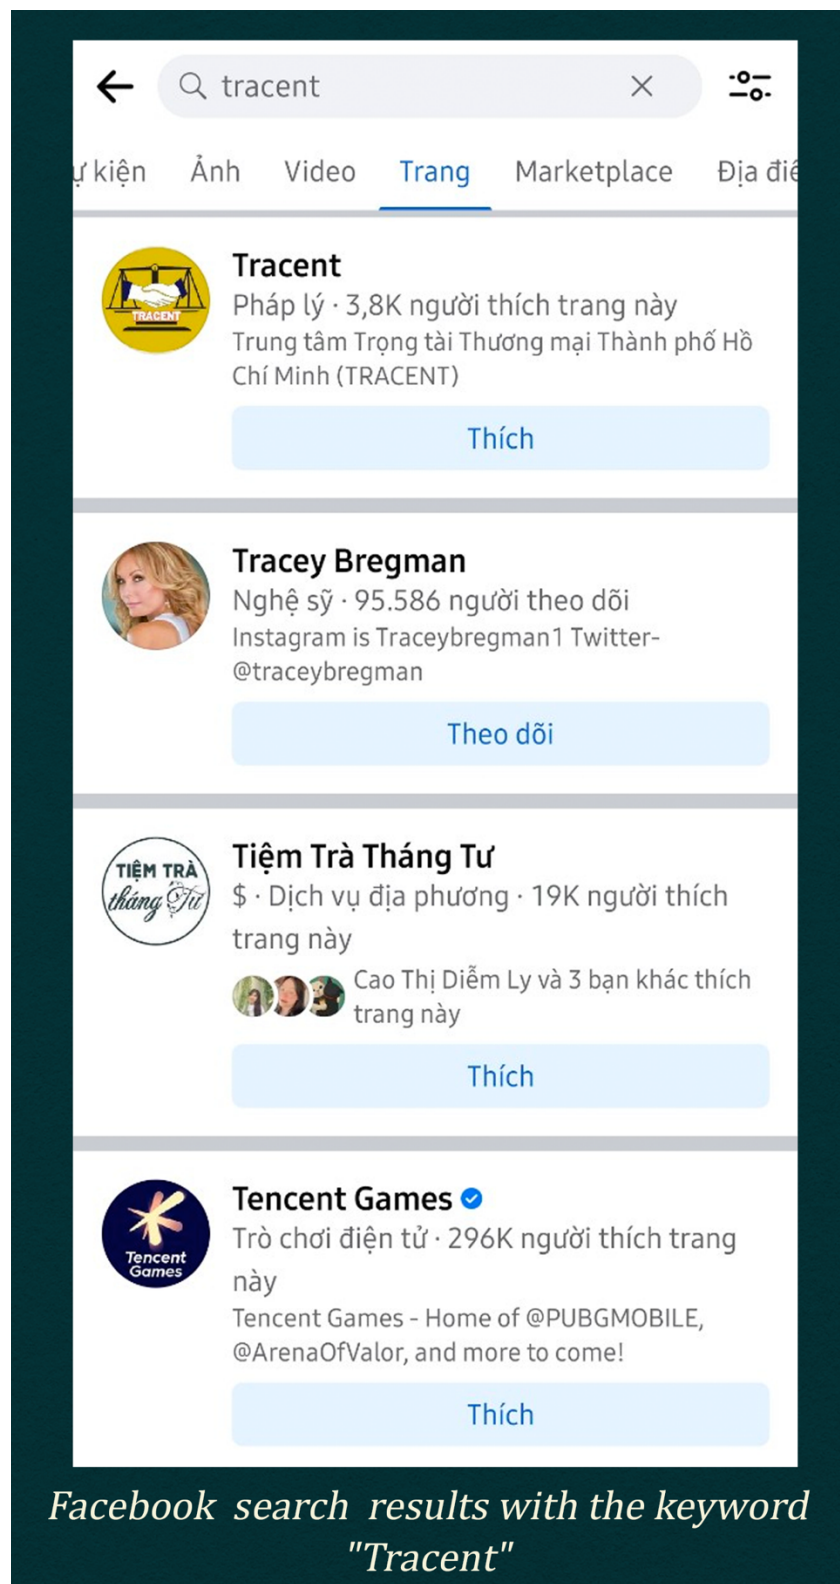 tracent
ự kiện Ảnh Video Trang Marketplace Địa điể
TRACENT
Tracent
Pháp lý · 3,8K người thích trang này
Trung tâm Trọng tài Thương mại Thành phố Hồ
Chí Minh (TRACENT)
Thích
Tracey Bregman
Nghệ sỹ · 95.586 người theo dõi
Instagram is Traceybregman1 Twitter-
@traceybregman
Theo dõi
TIỆM TRÀ
tháng Tư
Tiệm Trà Tháng Tư
$ · Dịch vụ địa phương · 19K người thích
trang này
Cao Thị Diễm Ly và 3 bạn khác thích
trang này
Thích
Tencent
Games
Tencent Games
Trò chơi điện tử · 296K người thích trang
này
Tencent Games - Home of @PUBGMOBILE,
@ArenaOfValor, and more to come!
Thích
Facebook search results with the keyword
"Tracent"